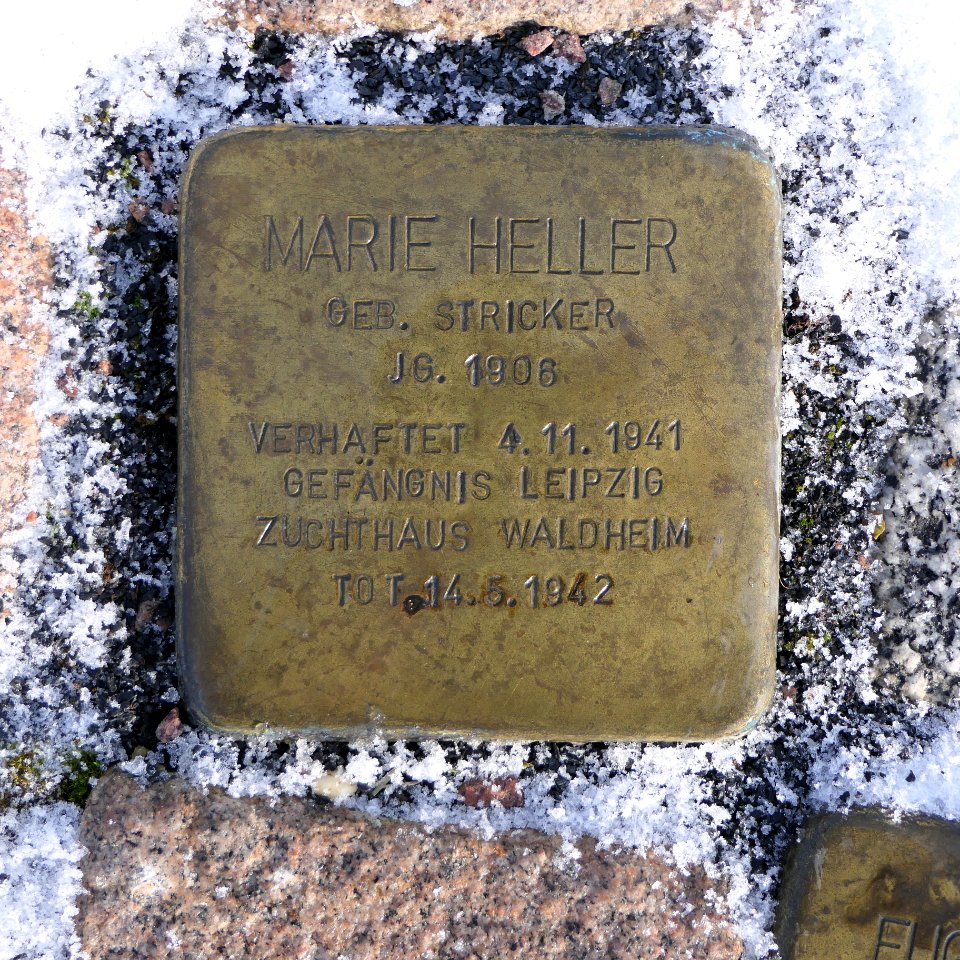 MARIE HELLER
GEB. STRICKER
JG. 1906
VERHAFTET 4.11.1941
GEFÄNGNIS LEIPZIG
ZUCHTHAUS WALDHEIM
TOT 14.5.1942